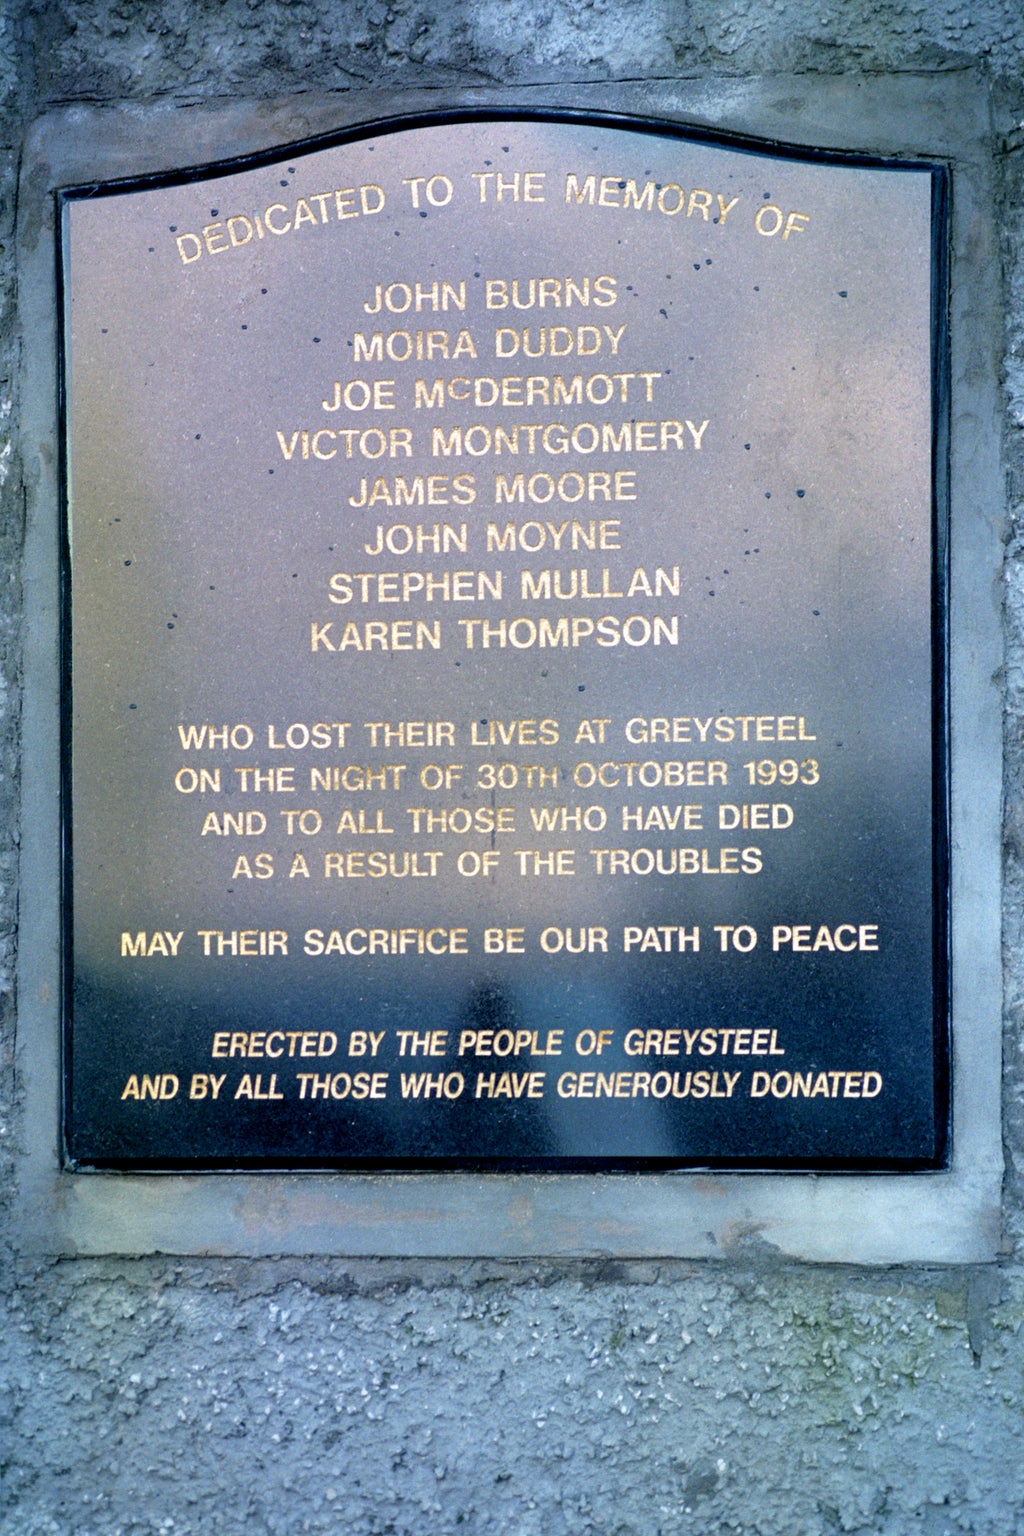 DEDICATED TO THE MEMORY OF
JOHN BURNS
MOIRA DUDDY
JOE McDERMOTT
VICTOR MONTGOMERY
JAMES MOORE
JOHN MOYNE
STEPHEN MULLAN
KAREN THOMPSON
WHO LOST THEIR LIVES AT GREYSTEEL
ON THE NIGHT OF 30TH OCTOBER 1993
AND TO ALL THOSE WHO HAVE DIED
AS A RESULT OF THE TROUBLES
MAY THEIR SACRIFICE BE OUR PATH TO PEACE
ERECTED BY THE PEOPLE OF GREYSTEEL
AND BY ALL THOSE WHO HAVE GENEROUSLY DONATED